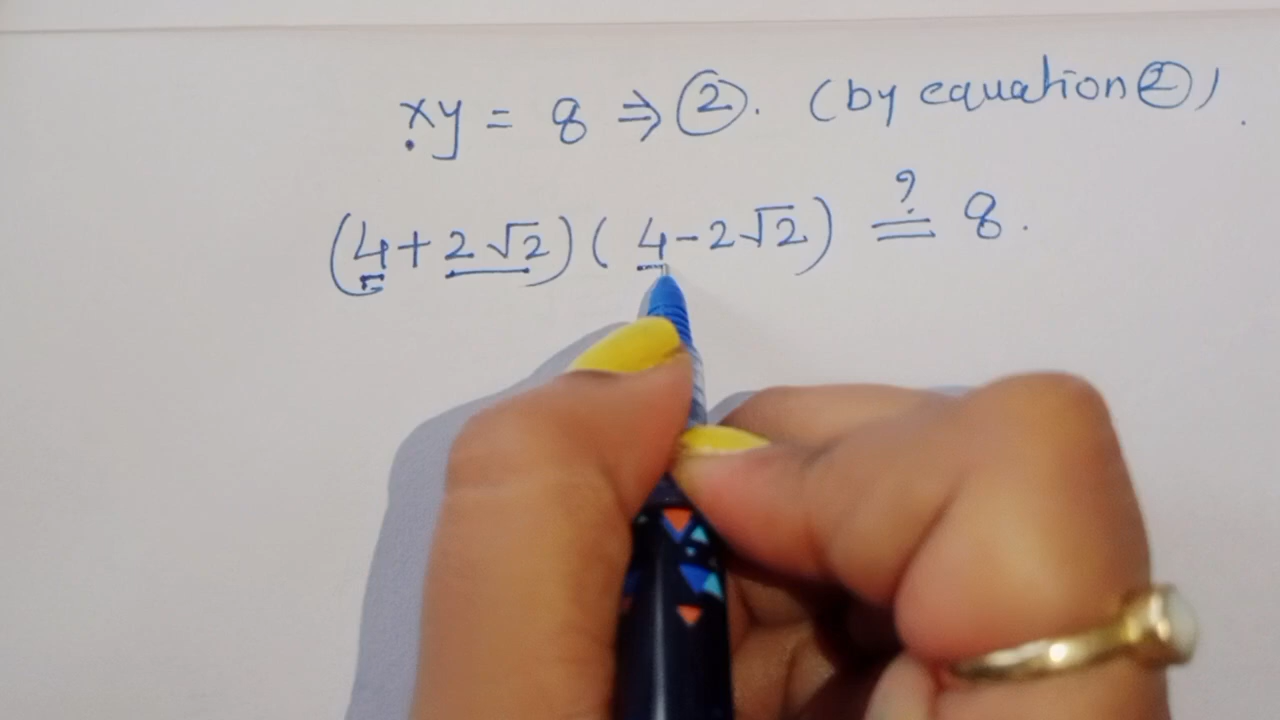 xy = 8 ⇒ ②. (by equation ②).
(4 + 2√2) ( 4 - 2√2) ≟ 8.